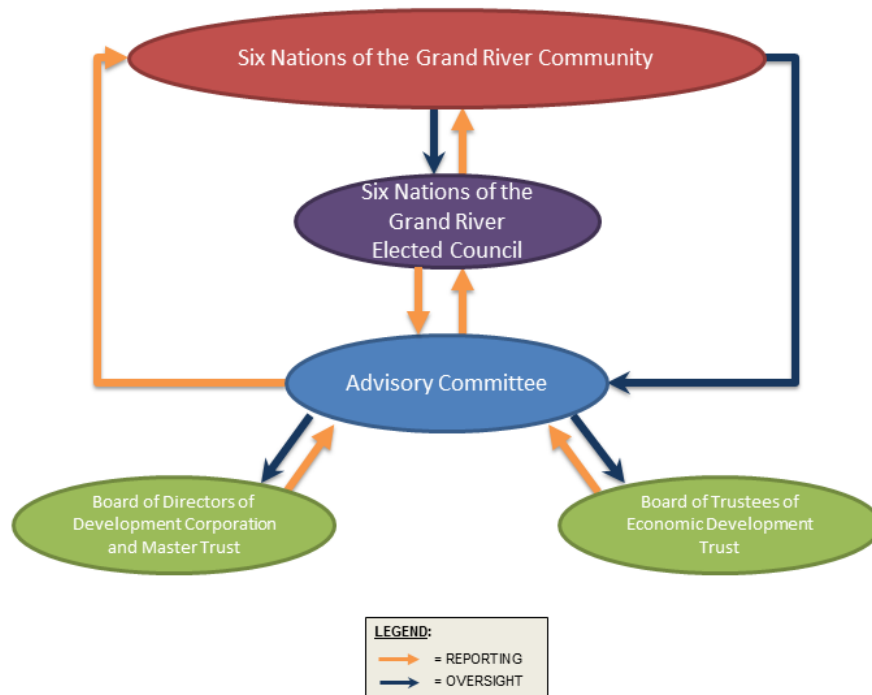 Six Nations of the Grand River Community
Six Nations of the
Grand River
Elected Council
Advisory Committee
Board of Directors of
Development Corporation
and Master Trust
Board of Trustees of
Economic Development
Trust
LEGEND:
= REPORTING
= OVERSIGHT